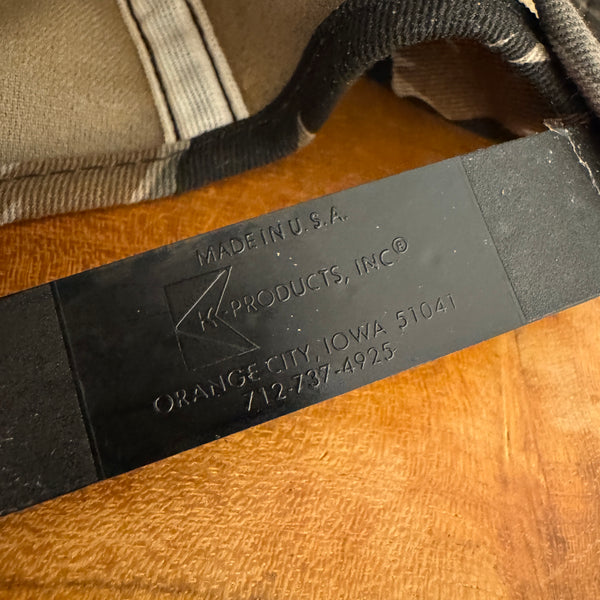 MADE IN U.S.A.
K-PRODUCTS, INC®
ORANGE CITY, IOWA 51041
712-737-4925